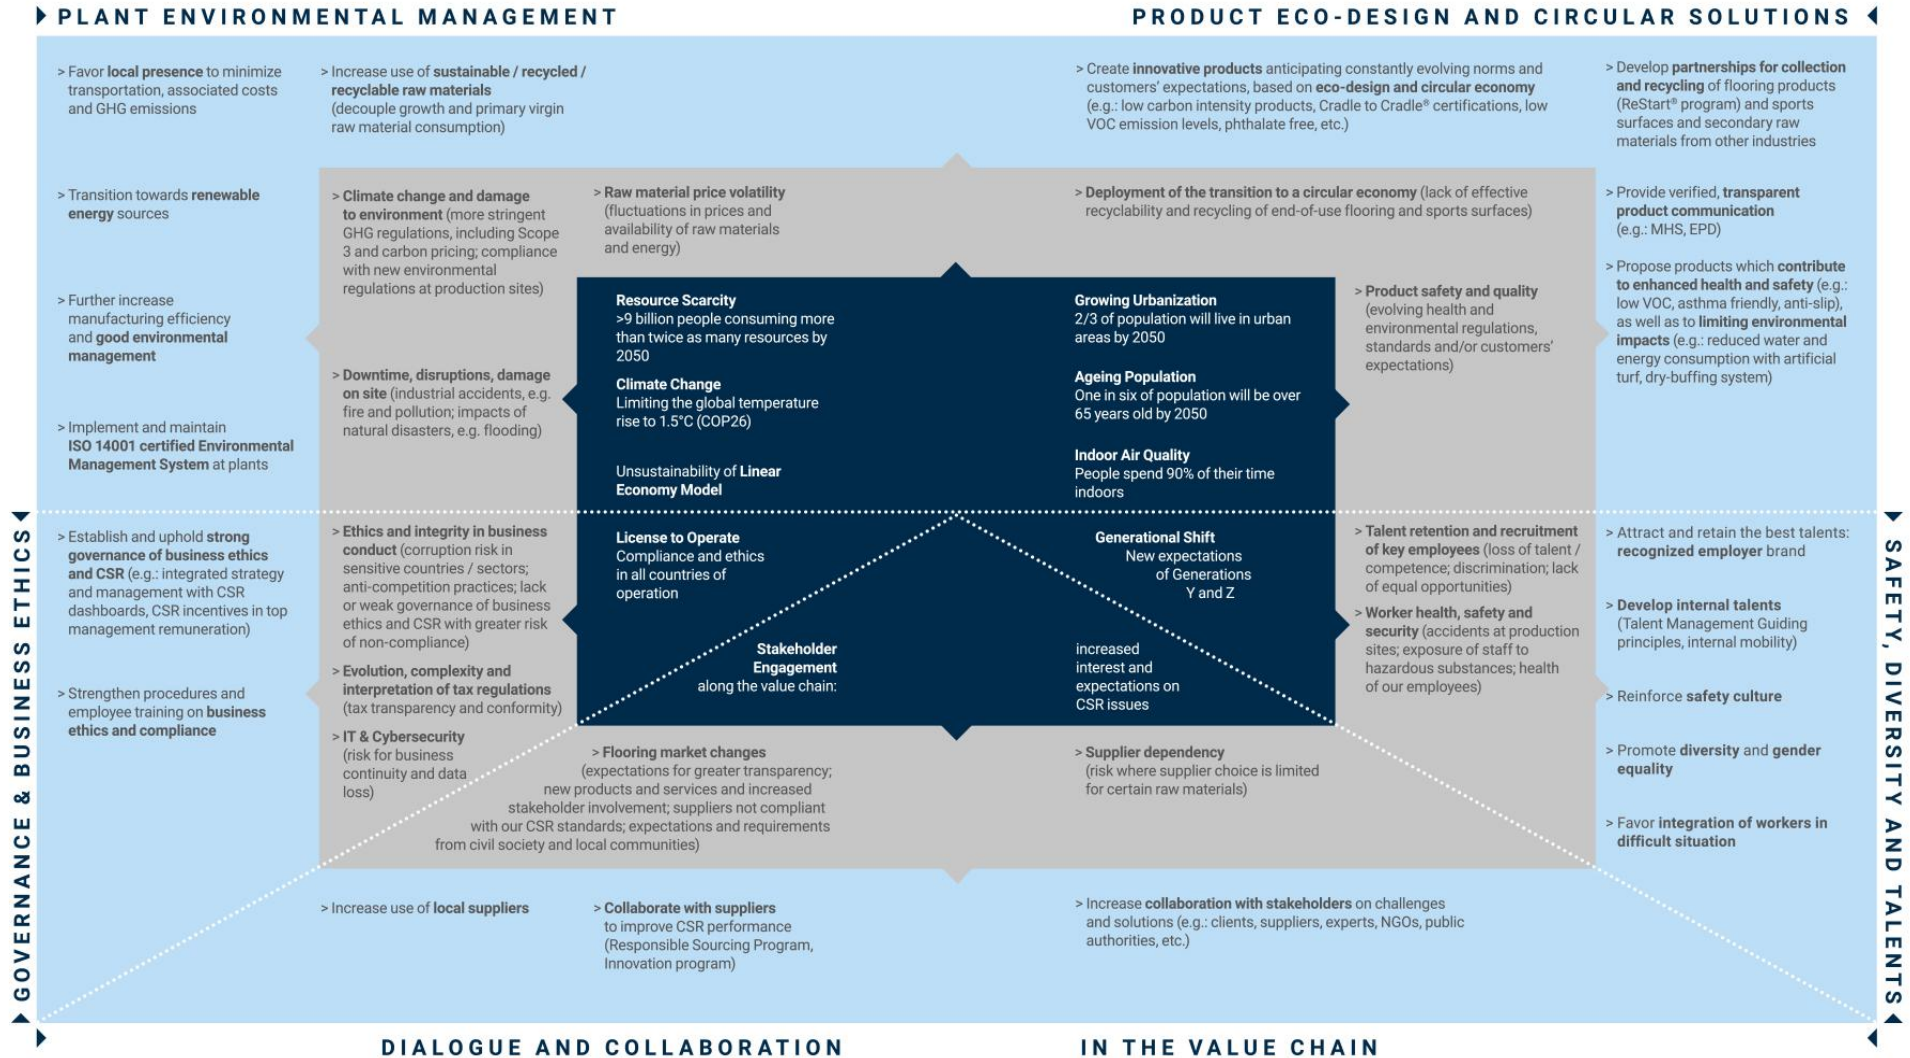 PLANT ENVIRONMENTAL MANAGEMENT
PRODUCT ECO-DESIGN AND CIRCULAR SOLUTIONS
> Favor local presence to minimize
transportation, associated costs
and GHG emissions
> Increase use of sustainable / recycled /
recyclable raw materials
(decouple growth and primary virgin
raw material consumption)
> Create innovative products anticipating constantly evolving norms and
customers’ expectations, based on eco-design and circular economy
(e.g.: low carbon intensity products, Cradle to Cradle® certifications, low
VOC emission levels, phthalate free, etc.)
> Develop partnerships for collection
and recycling of flooring products
(ReStart® program) and sports
surfaces and secondary raw
materials from other industries
> Transition towards renewable
energy sources
> Further increase
manufacturing efficiency
and good environmental
management
> Implement and maintain
ISO 14001 certified Environmental
Management System at plants
> Climate change and damage
to environment (more stringent
GHG regulations, including Scope
3 and carbon pricing; compliance
with new environmental
regulations at production sites)
> Downtime, disruptions, damage
on site (industrial accidents, e.g.
fire and pollution; impacts of
natural disasters, e.g. flooding)
> Raw material price volatility
(fluctuations in prices and
availability of raw materials
and energy)
> Deployment of the transition to a circular economy (lack of effective
recyclability and recycling of end-of-use flooring and sports surfaces)
> Product safety and quality
(evolving health and
environmental regulations,
standards and/or customers’
expectations)
> Provide verified, transparent
product communication
(e.g.: MHS, EPD)
> Propose products which contribute
to enhanced health and safety (e.g.:
low VOC, asthma friendly, anti-slip),
as well as to limiting environmental
impacts (e.g.: reduced water and
energy consumption with artificial
turf, dry-buffing system)
Resource Scarcity
>9 billion people consuming more
than twice as many resources by
2050
Climate Change
Limiting the global temperature
rise to 1.5°C (COP26)
Unsustainability of Linear
Economy Model
Growing Urbanization
2/3 of population will live in urban
areas by 2050
Ageing Population
One in six of population will be over
65 years old by 2050
Indoor Air Quality
People spend 90% of their time
indoors
GOVERNANCE & BUSINESS ETHICS
> Establish and uphold strong
governance of business ethics
and CSR (e.g.: integrated strategy
and management with CSR
dashboards, CSR incentives in top
management remuneration)
> Strengthen procedures and
employee training on business
ethics and compliance
> Ethics and integrity in business
conduct (corruption risk in
sensitive countries / sectors;
anti-competition practices; lack
or weak governance of business
ethics and CSR with greater risk
of non-compliance)
> Evolution, complexity and
interpretation of tax regulations
(tax transparency and conformity)
> IT & Cybersecurity
(risk for business
continuity and data
loss)
License to Operate
Compliance and ethics
in all countries of
operation
Stakeholder
Engagement
along the value chain:
increased
interest and
expectations on
CSR issues
Generational Shift
New expectations
of Generations
Y and Z
> Talent retention and recruitment
of key employees (loss of talent /
competence; discrimination; lack
of equal opportunities)
> Worker health, safety and
security (accidents at production
sites; exposure of staff to
hazardous substances; health
of our employees)
> Attract and retain the best talents:
recognized employer brand
> Develop internal talents
(Talent Management Guiding
principles, internal mobility)
> Reinforce safety culture
> Promote diversity and gender
equality
> Favor integration of workers in
difficult situation
SAFETY, DIVERSITY AND TALENTS
> Flooring market changes
(expectations for greater transparency;
new products and services and increased
stakeholder involvement; suppliers not compliant
with our CSR standards; expectations and requirements
from civil society and local communities)
> Supplier dependency
(risk where supplier choice is limited
for certain raw materials)
> Increase use of local suppliers
> Collaborate with suppliers
to improve CSR performance
(Responsible Sourcing Program,
Innovation program)
> Increase collaboration with stakeholders on challenges
and solutions (e.g.: clients, suppliers, experts, NGOs, public
authorities, etc.)
DIALOGUE AND COLLABORATION
IN THE VALUE CHAIN